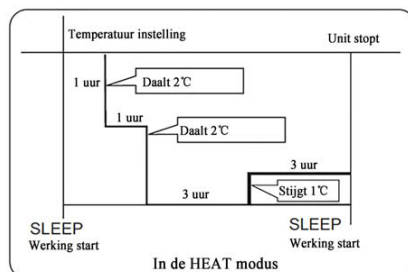 Temperatuur instelling
Unit stopt
1 uur
Daalt 2℃
1 uur
Daalt 2℃
3 uur
3 uur
Stijgt 1℃
SLEEP
Werking start
SLEEP
Werking start
In de HEAT modus